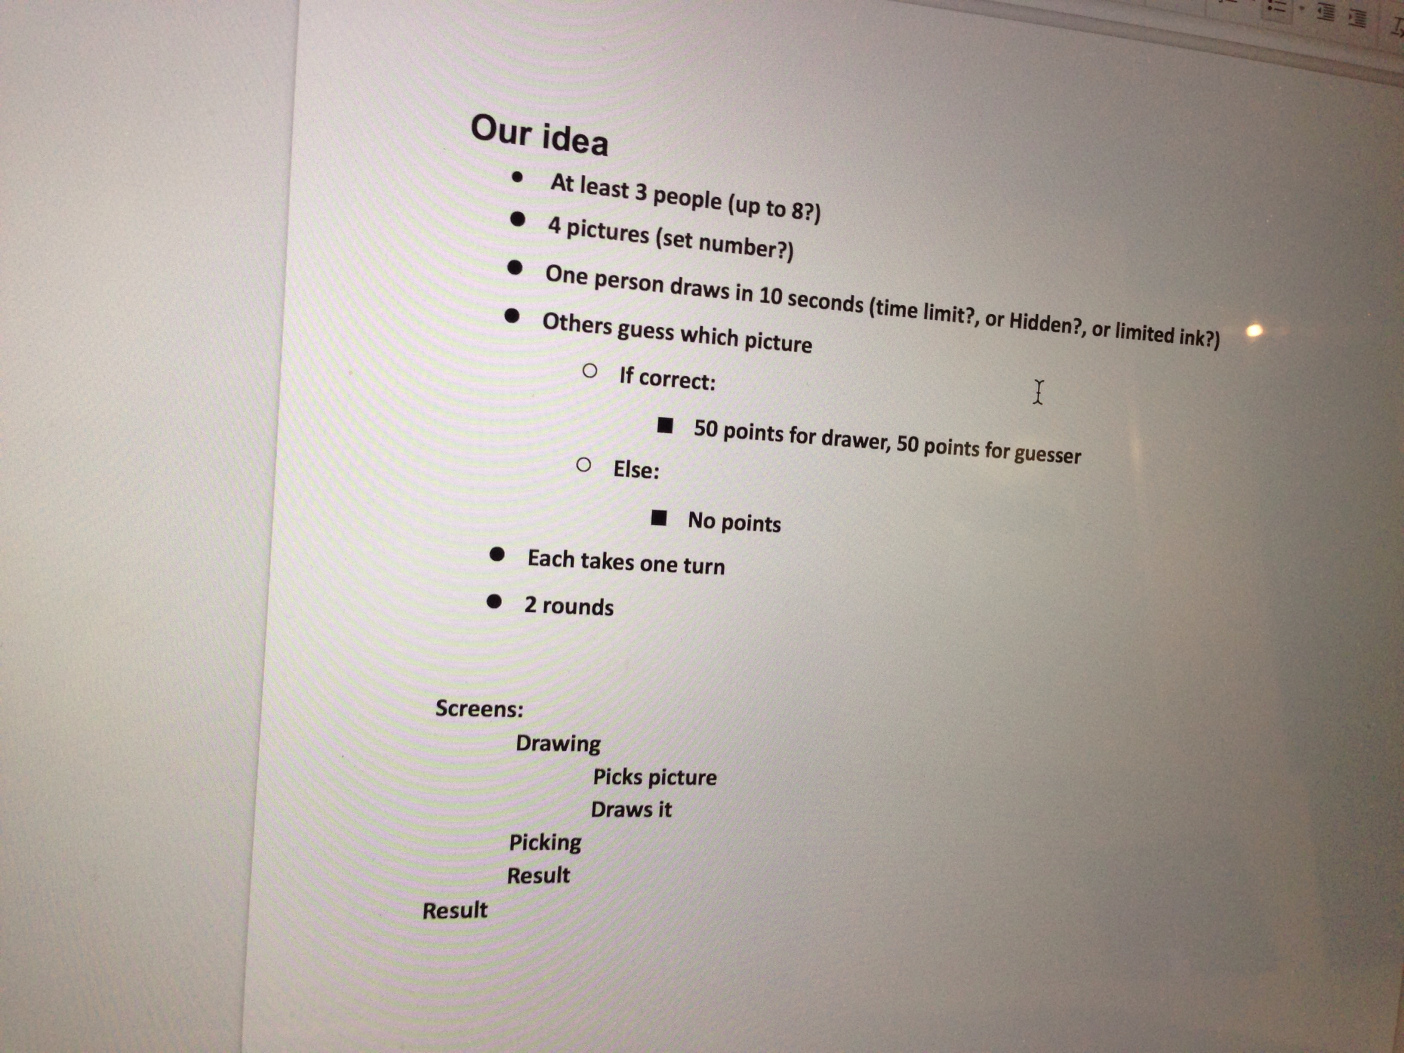 Our idea
At least 3 people (up to 8?)
4 pictures (set number?)
One person draws in 10 seconds (time limit?, or Hidden?, or limited ink?)
Others guess which picture
If correct:
50 points for drawer, 50 points for guesser
Else:
No points
Each takes one turn
2 rounds
Screens:
Drawing
Picks picture
Draws it
Picking
Result
Result